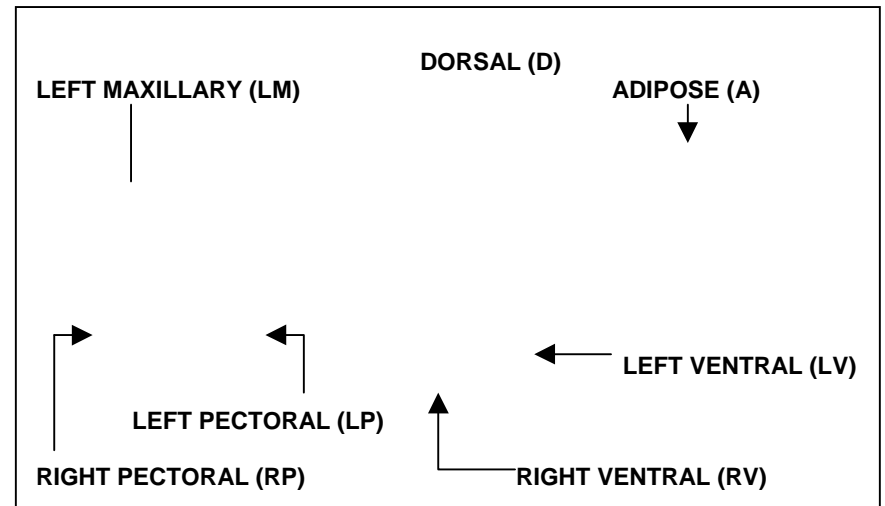 DORSAL (D)
LEFT MAXILLARY (LM)
ADIPOSE (A)
LEFT VENTRAL (LV)
LEFT PECTORAL (LP)
RIGHT PECTORAL (RP)
RIGHT VENTRAL (RV)